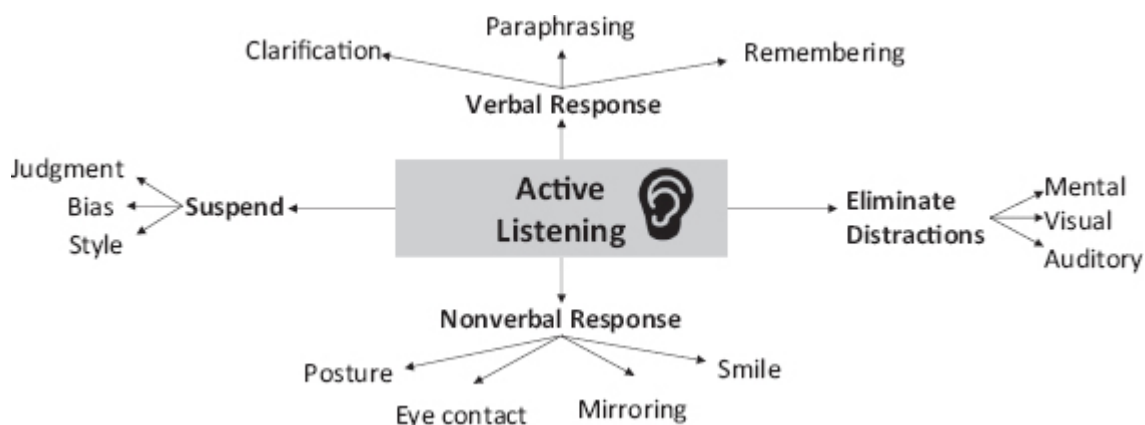 Paraphrasing
Clarification
Remembering
Verbal Response
Judgment
Bias
Style
Suspend
Active
Listening
Eliminate
Distractions
Mental
Visual
Auditory
Nonverbal Response
Posture
Eye contact
Mirroring
Smile